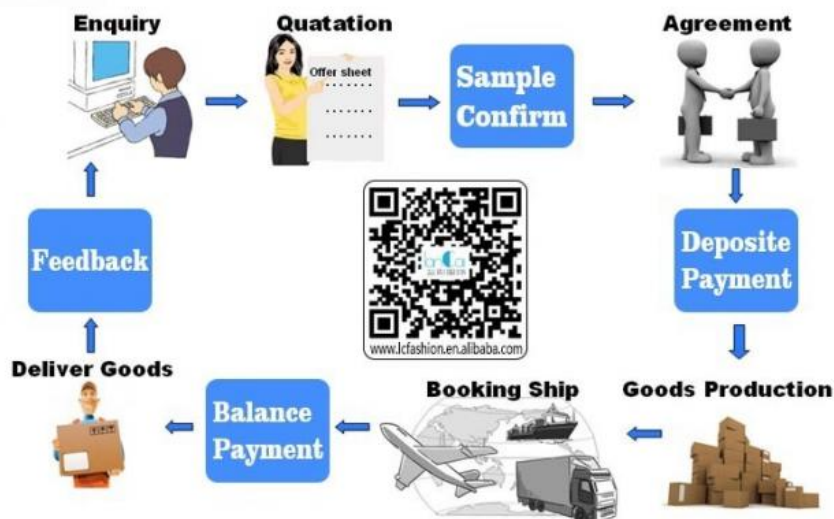 Enquiry
Quatation
Agreement
Offer sheet
Sample
Confirm
Feedback
Deposite
Payment
www.lcfashion.en.alibaba.com
Deliver Goods
Balance
Payment
Booking Ship
Goods Production